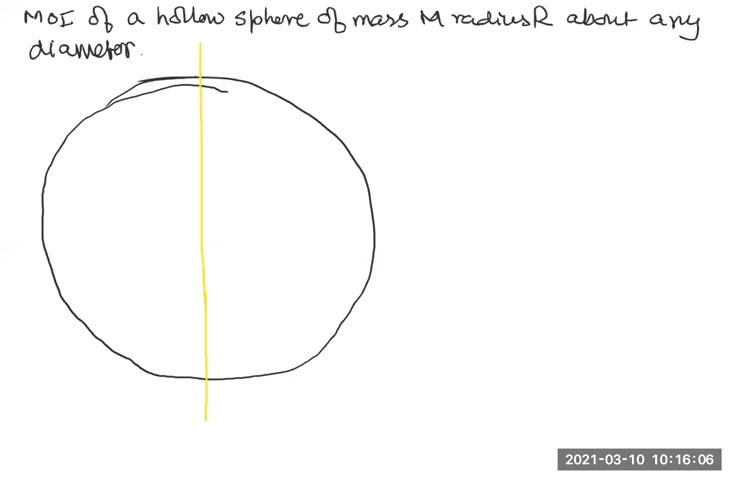 MOI of a hollow sphere of mass M radius R about any
diameter.
2021-03-10 10:16:06